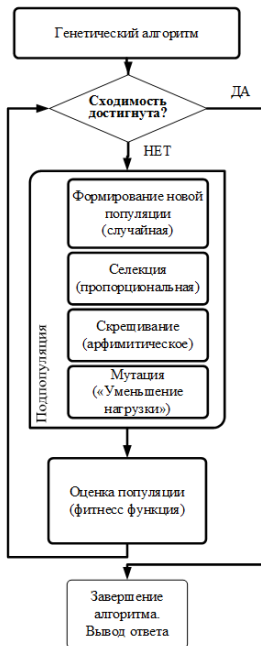 Генетический алгоритм
Сходимость
достигнута?
ДА
НЕТ
Подпопуляция
Формирование новой
популяции
(случайная)
Селекция
(пропорциональная)
Скрещивание
(арфимитическое)
Мутация
(«Уменьшение
нагрузки»)
Оценка популяции
(фитнесс функция)
Завершение
алгоритма.
Вывод ответа